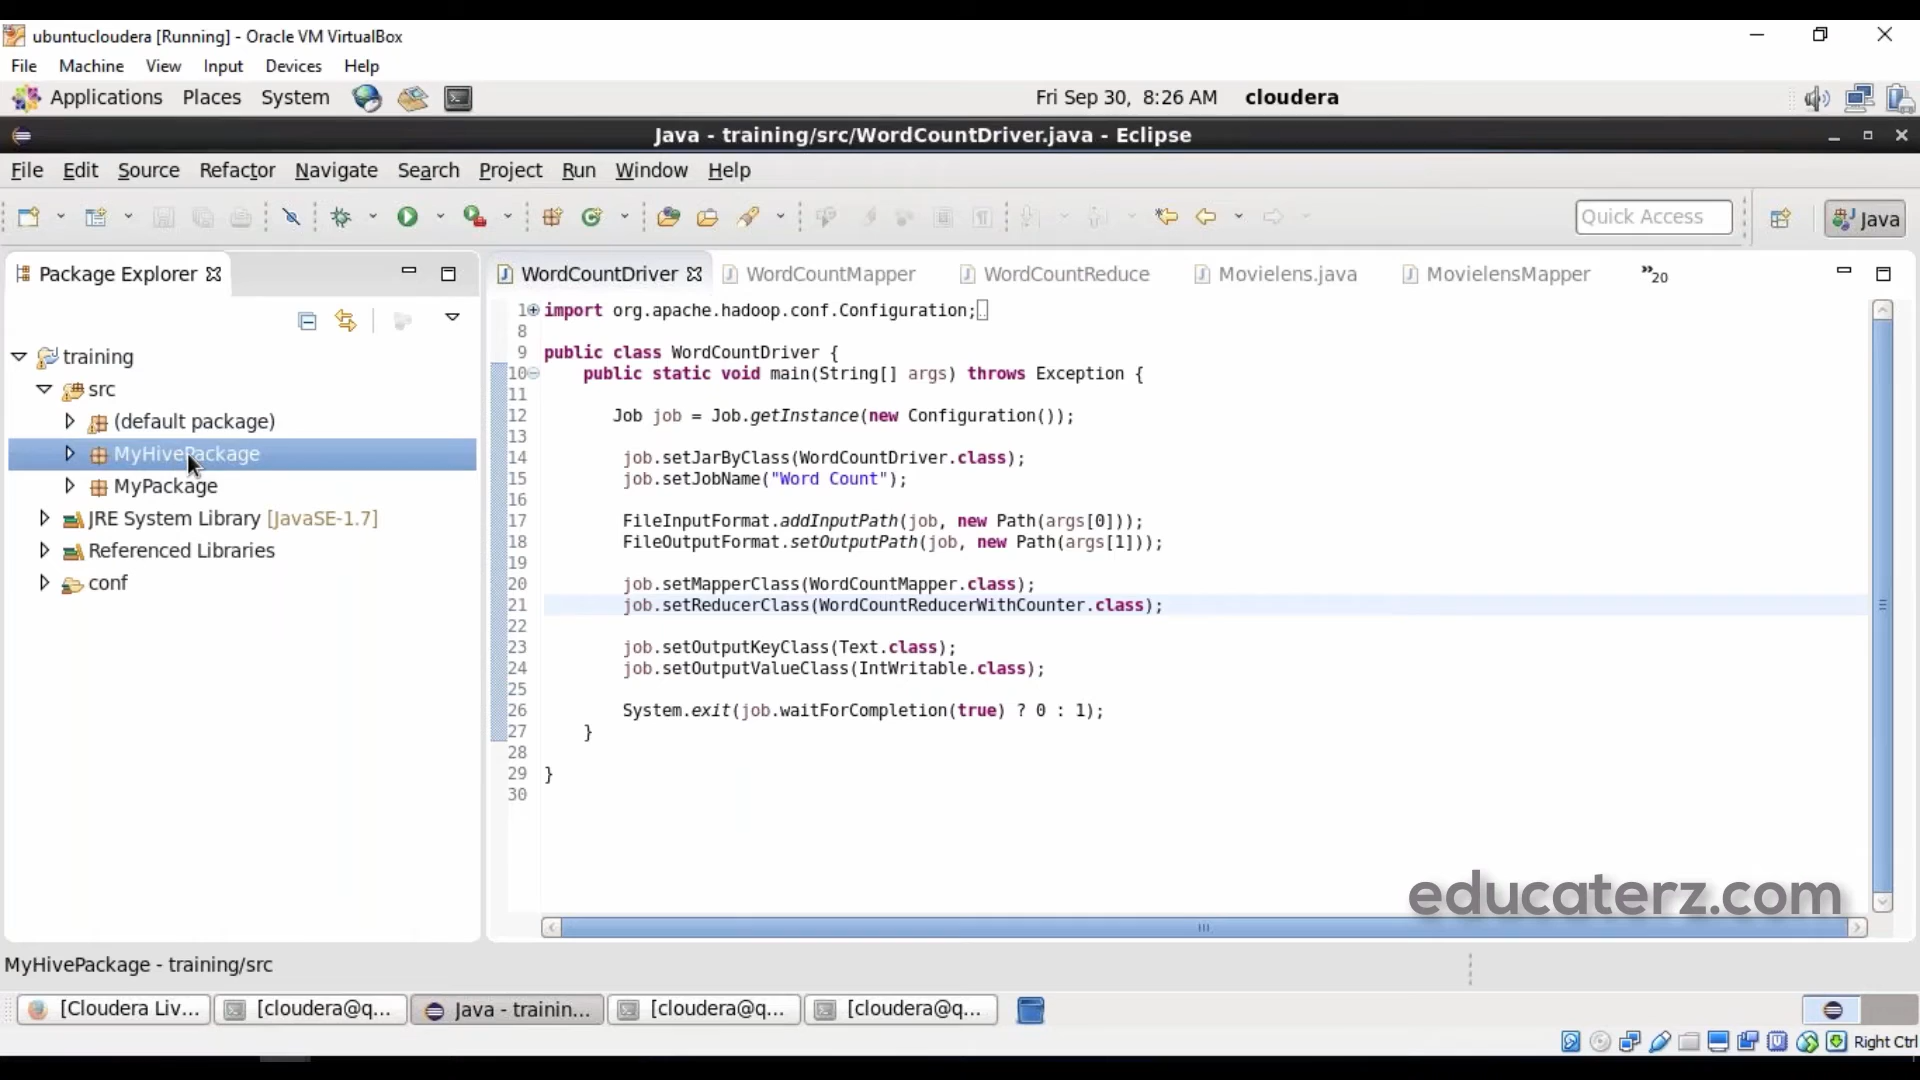 ubuntucloudera [Running] - Oracle VM VirtualBox
File Machine View Input Devices Help
Applications Places System Fri Sep 30, 8:26 AM cloudera
Java - training/src/WordCountDriver.java - Eclipse
File Edit Source Refactor Navigate Search Project Run Window Help
Quick Access Java
Package Explorer
training
src
(default package)
MyHivePackage
MyPackage
JRE System Library [JavaSE-1.7]
Referenced Libraries
conf
WordCountDriver WordCountMapper WordCountReduce Movielens.java MovielensMapper »20
1 import org.apache.hadoop.conf.Configuration;
8
9 public class WordCountDriver {
10 public static void main(String[] args) throws Exception {
11
12 Job job = Job.getInstance(new Configuration());
13
14 job.setJarByClass(WordCountDriver.class);
15 job.setJobName("Word Count");
16
17 FileInputFormat.addInputPath(job, new Path(args[0]));
18 FileOutputFormat.setOutputPath(job, new Path(args[1]));
19
20 job.setMapperClass(WordCountMapper.class);
21 job.setReducerClass(WordCountReducerWithCounter.class);
22
23 job.setOutputKeyClass(Text.class);
24 job.setOutputValueClass(IntWritable.class);
25
26 System.exit(job.waitForCompletion(true) ? 0 : 1);
27 }
28
29 }
30
educaterz.com
MyHivePackage - training/src
[Cloudera Liv... [cloudera@q... Java - trainin... [cloudera@q... [cloudera@q...
Right Ctrl